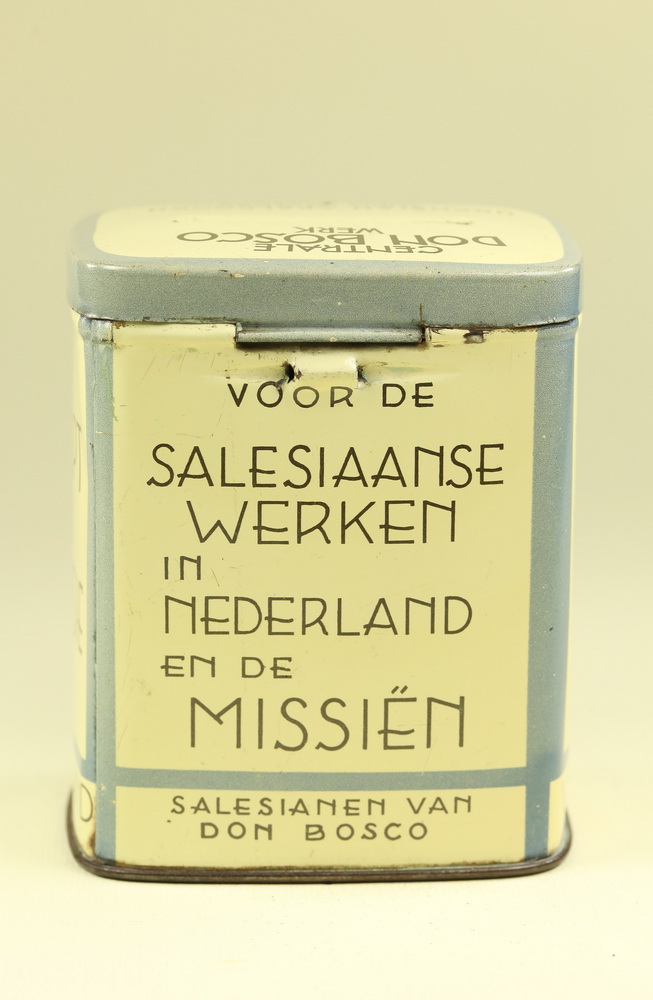 CENTRALE
DON BOSCO
WERK
VOOR DE
SALESIAANSE
WERKEN
IN
NEDERLAND
EN DE
MISSIËN
SALESIANEN VAN
DON BOSCO